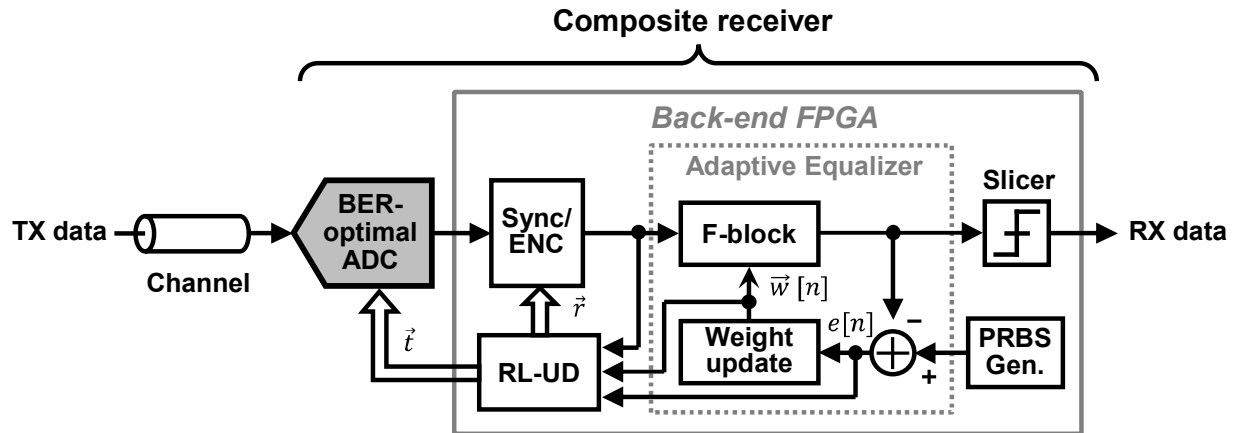 Composite receiver
Back-end FPGA
Adaptive Equalizer
Slicer
TX data
Channel
BER-
optimal
ADC
Sync/
ENC
F-block
RX data
r⃗
w⃗ [n]
t⃗
RL-UD
Weight
update
e[n]
−
+
PRBS
Gen.